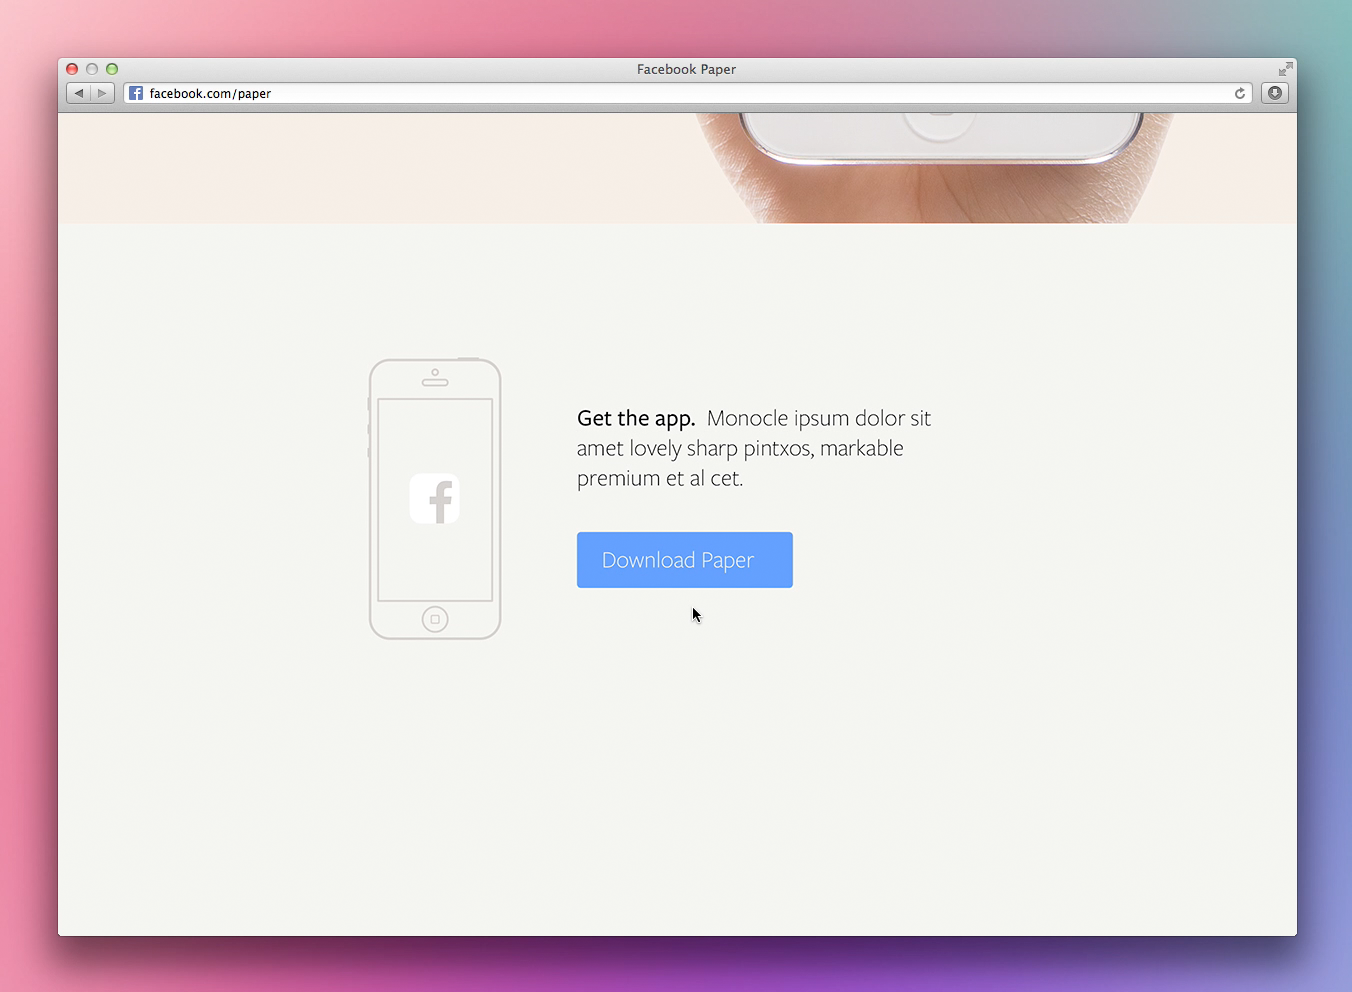 Facebook Paper
facebook.com/paper
Get the app. Monocle ipsum dolor sit
amet lovely sharp pintxos, markable
premium et al cet.
Download Paper